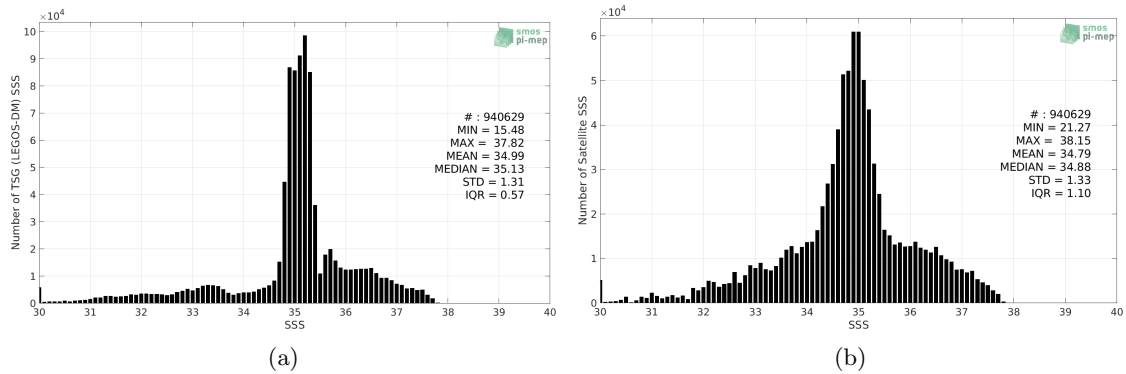 ×10⁴
10
9
8
7
6
5
4
3
2
1
0
30 31 32 33 34 35 36 37 38 39 40
SSS
Number of TSG (LEGOS-DM) SSS
smos
pi-mep
# : 940629
MIN = 15.48
MAX = 37.82
MEAN = 34.99
MEDIAN = 35.13
STD = 1.31
IQR = 0.57
(a)
×10⁴
6
5
4
3
2
1
0
30 31 32 33 34 35 36 37 38 39 40
SSS
Number of Satellite SSS
smos
pi-mep
# : 940629
MIN = 21.27
MAX = 38.15
MEAN = 34.79
MEDIAN = 34.88
STD = 1.33
IQR = 1.10
(b)